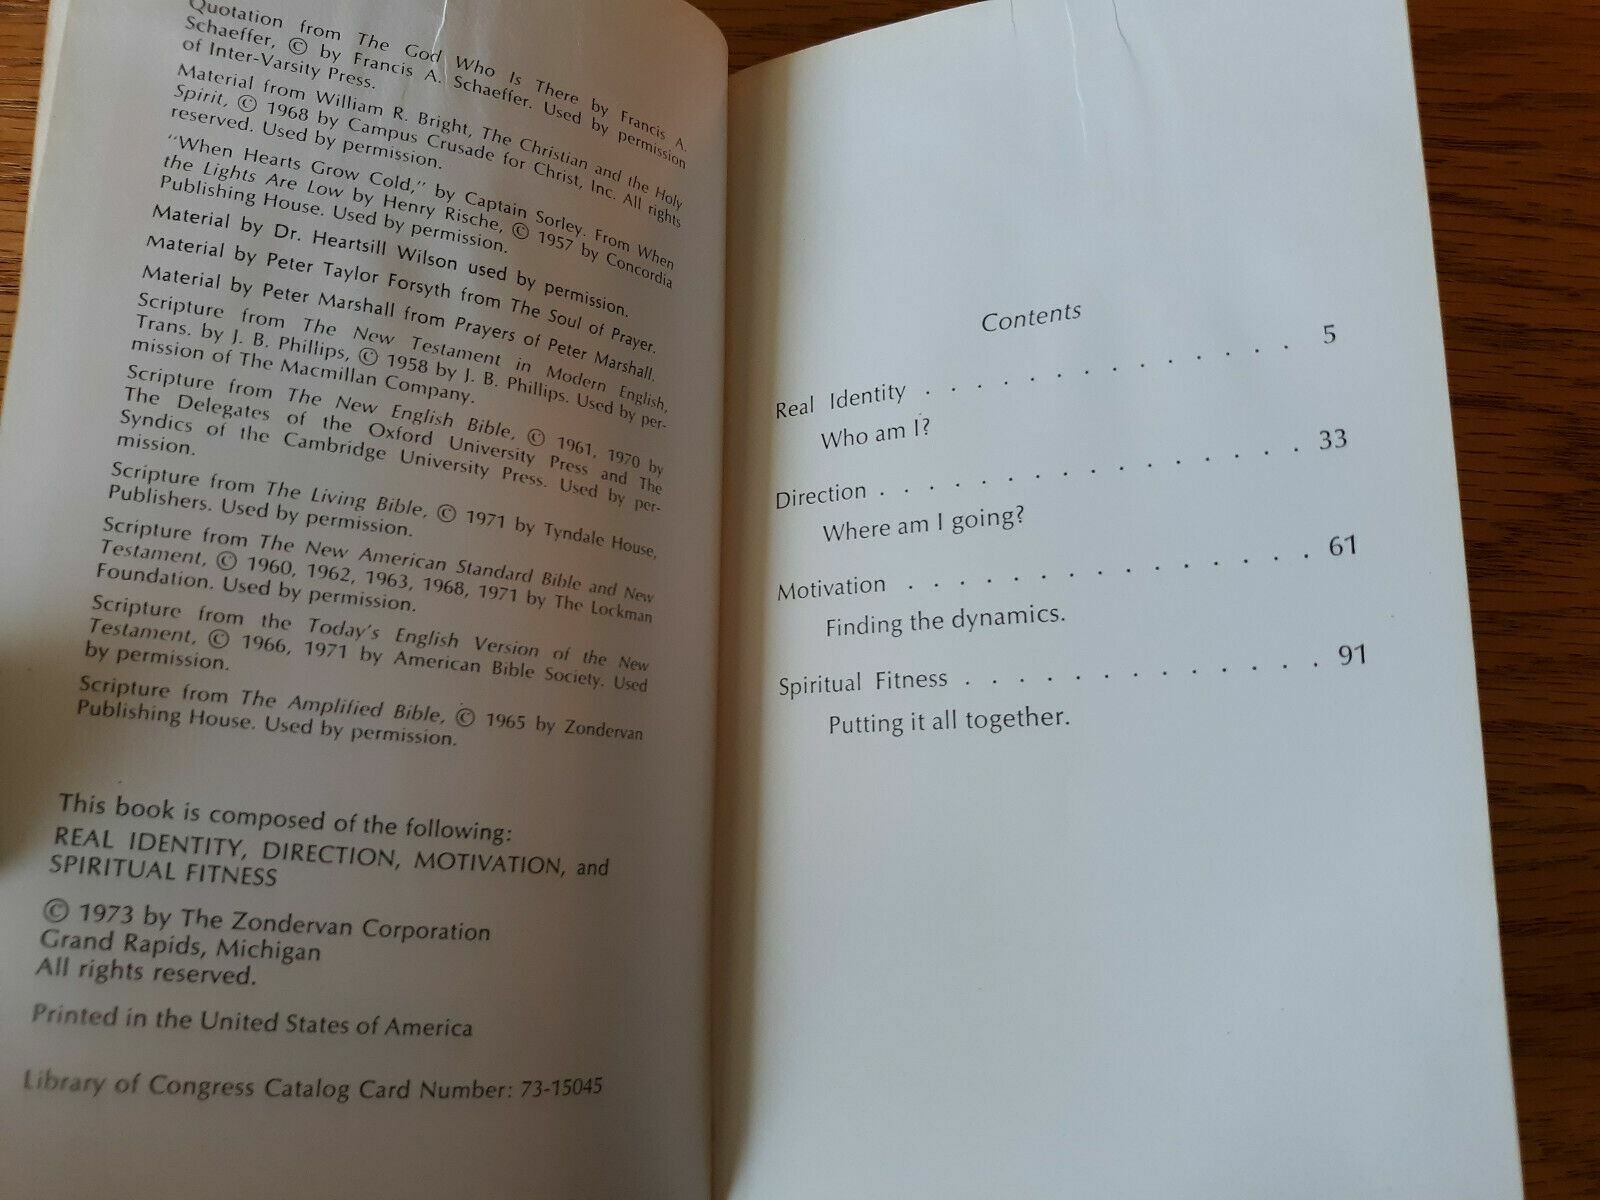 Quotation from The God Who Is There by Francis A.
Schaeffer, © by Francis A. Schaeffer. Used by permission
of Inter-Varsity Press.
Material from William R. Bright, The Christian and the Holy
Spirit, © 1968 by Campus Crusade for Christ, Inc. All rights
reserved. Used by permission.
"When Hearts Grow Cold," by Captain Sorley. From When
the Lights Are Low by Henry Rische, © 1957 by Concordia
Publishing House. Used by permission.
Material by Dr. Heartsill Wilson used by permission.
Material by Peter Taylor Forsyth from The Soul of Prayer.
Material by Peter Marshall from Prayers of Peter Marshall.
Scripture from The New Testament in Modern English,
Trans. by J. B. Phillips, © 1958 by J. B. Phillips. Used by per-
mission of The Macmillan Company.
Scripture from The New English Bible, © 1961, 1970 by
The Delegates of the Oxford University Press and The
Syndics of the Cambridge University Press. Used by per-
mission.
Scripture from The Living Bible, © 1971 by Tyndale House,
Publishers. Used by permission.
Scripture from The New American Standard Bible and New
Testament, © 1960, 1962, 1963, 1968, 1971 by The Lockman
Foundation. Used by permission.
Scripture from the Today's English Version of the New
Testament, © 1966, 1971 by American Bible Society. Used
by permission.
Scripture from The Amplified Bible, © 1965 by Zondervan
Publishing House. Used by permission.
This book is composed of the following:
REAL IDENTITY, DIRECTION, MOTIVATION, and
SPIRITUAL FITNESS
© 1973 by The Zondervan Corporation
Grand Rapids, Michigan
All rights reserved.
Printed in the United States of America
Library of Congress Catalog Card Number: 73-15045
Contents
Real Identity . . . . . . . . . . . . . . 5
Who am I?
Direction . . . . . . . . . . . . . . . . . 33
Where am I going?
Motivation . . . . . . . . . . . . . . . . 61
Finding the dynamics.
Spiritual Fitness . . . . . . . . . . . . . 91
Putting it all together.